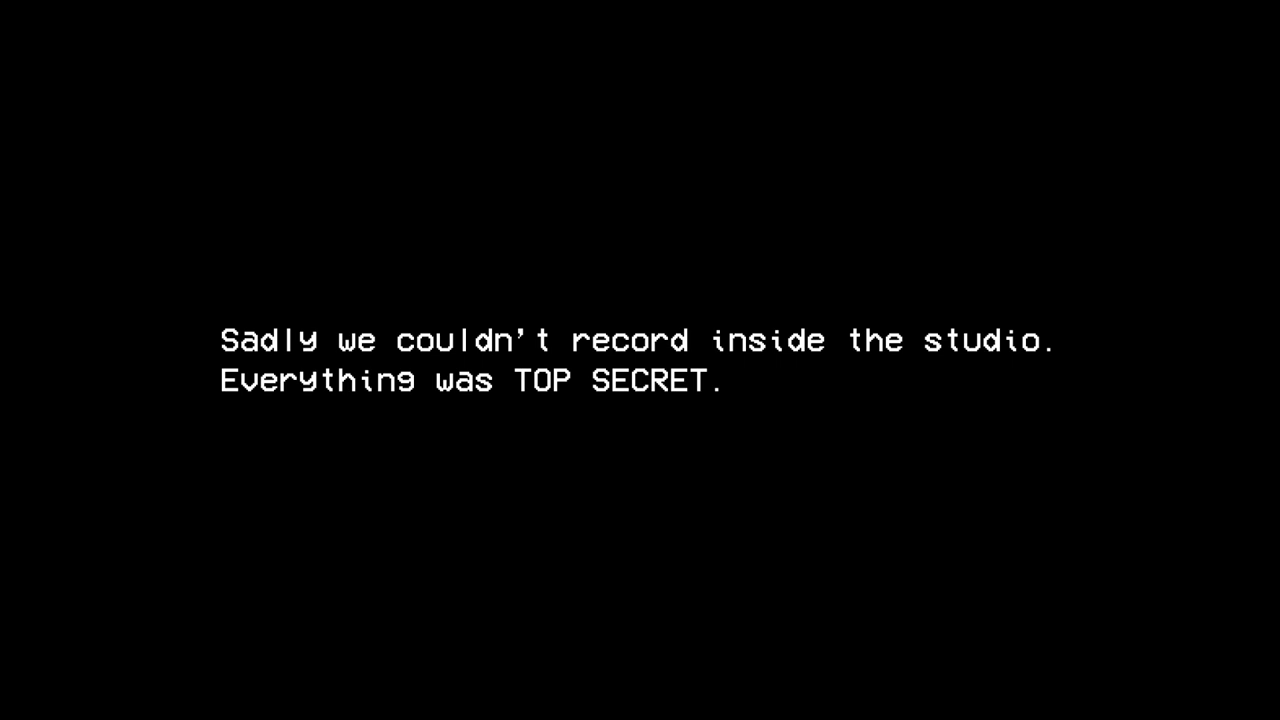 Sadly we couldn't record inside the studio.
Everything was TOP SECRET.